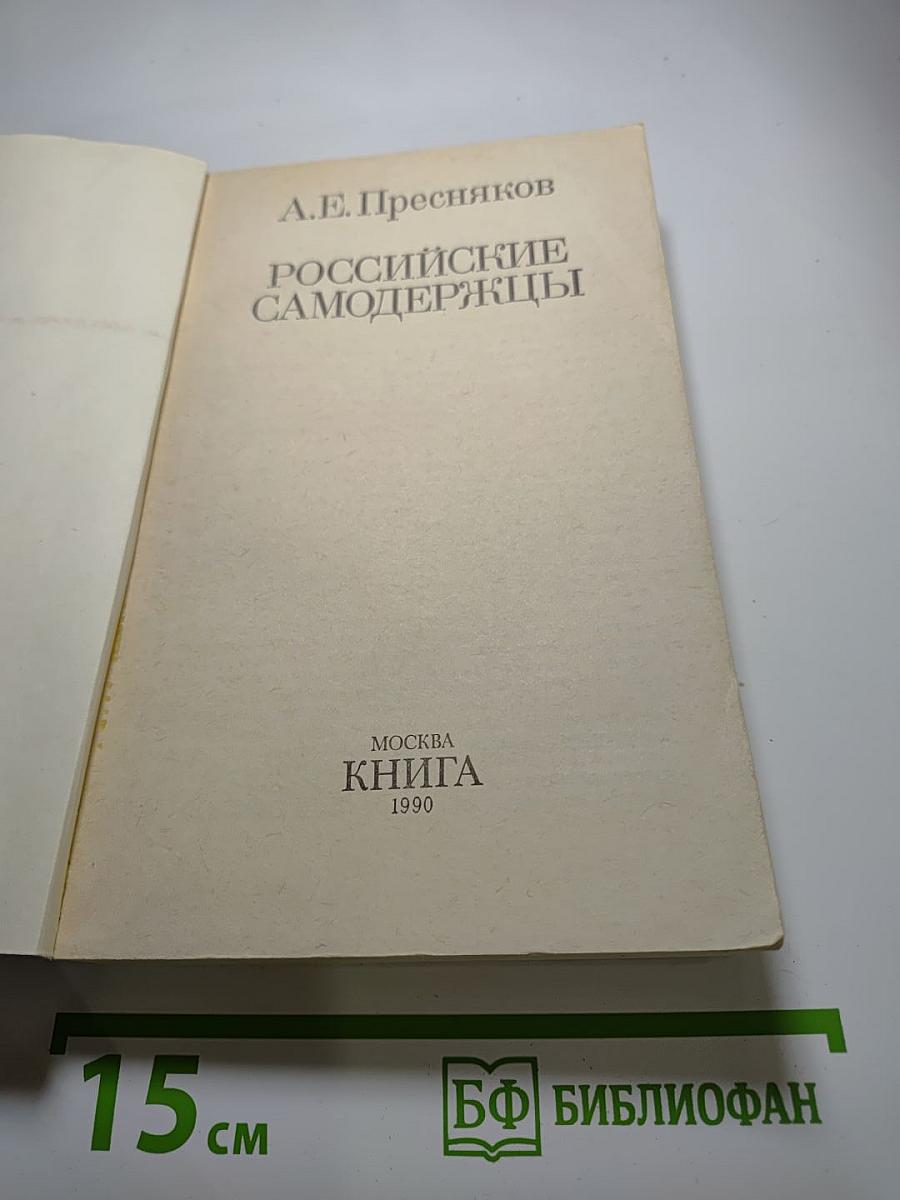 А.Е. Пресняков
РОССИЙСКИЕ
САМОДЕРЖЦЫ
МОСКВА
КНИГА
1990
15 см
БФ БИБЛИОФАН